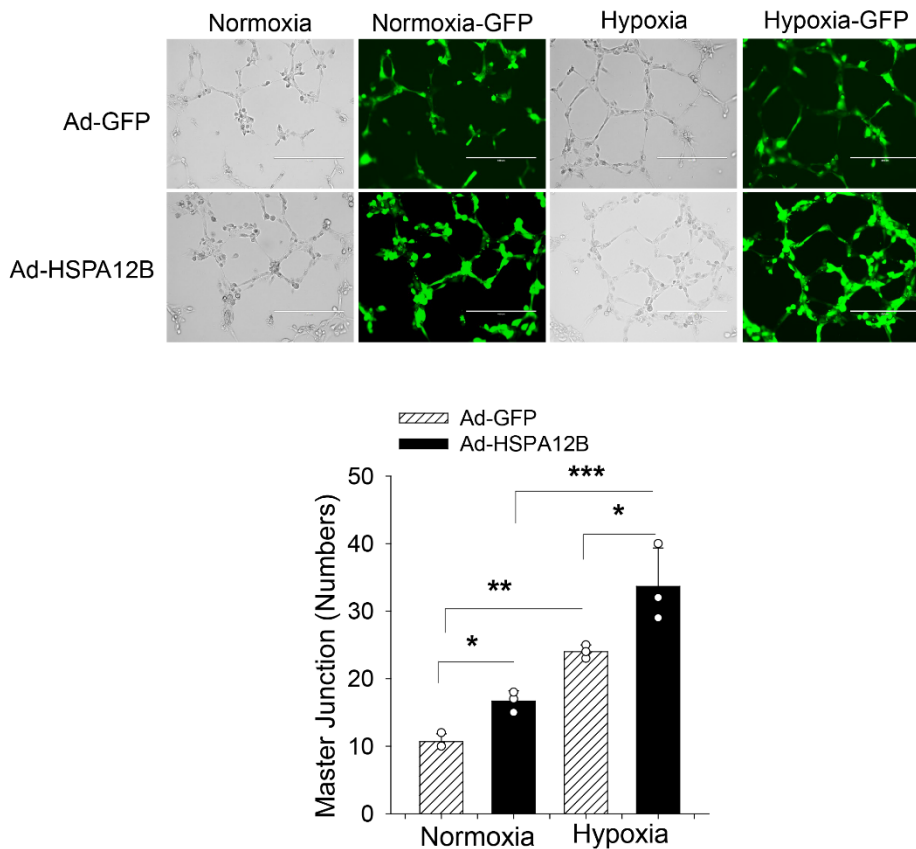 Normoxia Normoxia-GFP Hypoxia Hypoxia-GFP
Ad-GFP
Ad-HSPA12B
Ad-GFP
Ad-HSPA12B
Master Junction (Numbers)
50
40
30
20
10
0
***
*
**
*
Normoxia Hypoxia